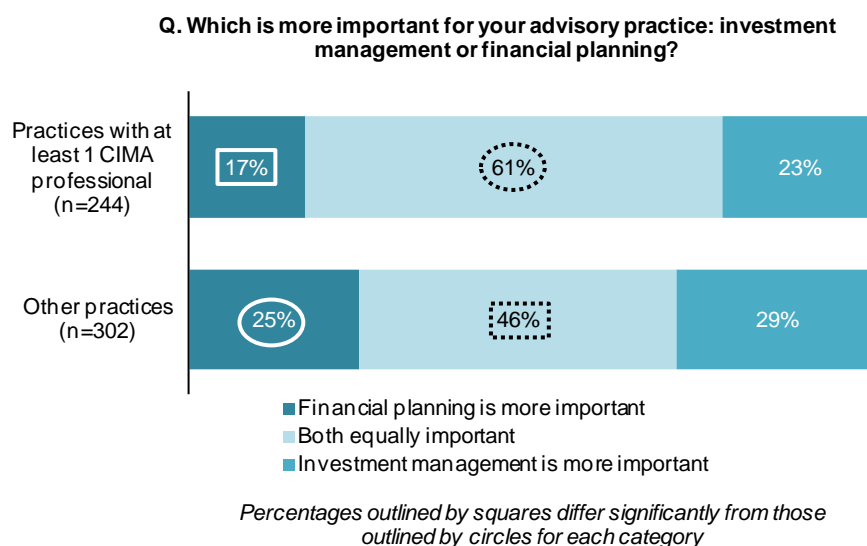 Q. Which is more important for your advisory practice: investment
management or financial planning?
Practices with at
least 1 CIMA
professional
(n=244)
17%
61%
23%
Other practices
(n=302)
25%
46%
29%
Financial planning is more important
Both equally important
Investment management is more important
Percentages outlined by squares differ significantly from those
outlined by circles for each category